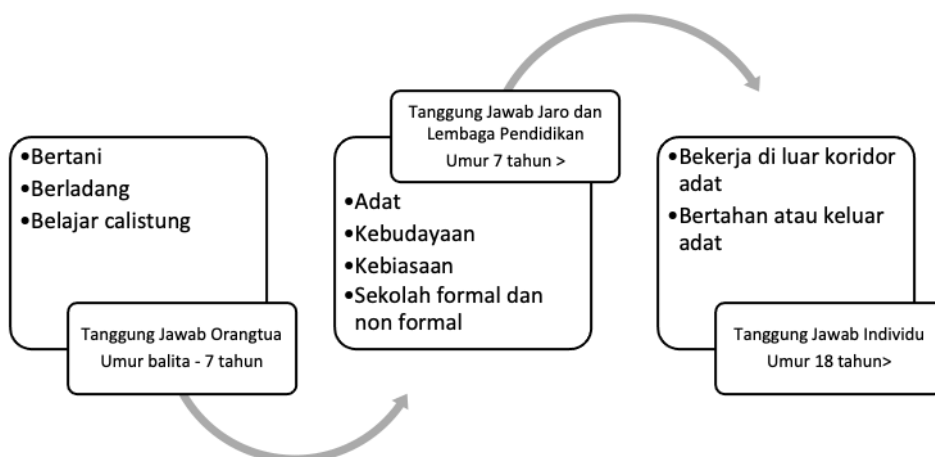 •Bertani
•Berladang
•Belajar calistung
Tanggung Jawab Orangtua
Umur balita - 7 tahun
Tanggung Jawab Jaro dan
Lembaga Pendidikan
Umur 7 tahun >
•Adat
•Kebudayaan
•Kebiasaan
•Sekolah formal dan
non formal
•Bekerja di luar koridor
adat
•Bertahan atau keluar
adat
Tanggung Jawab Individu
Umur 18 tahun>